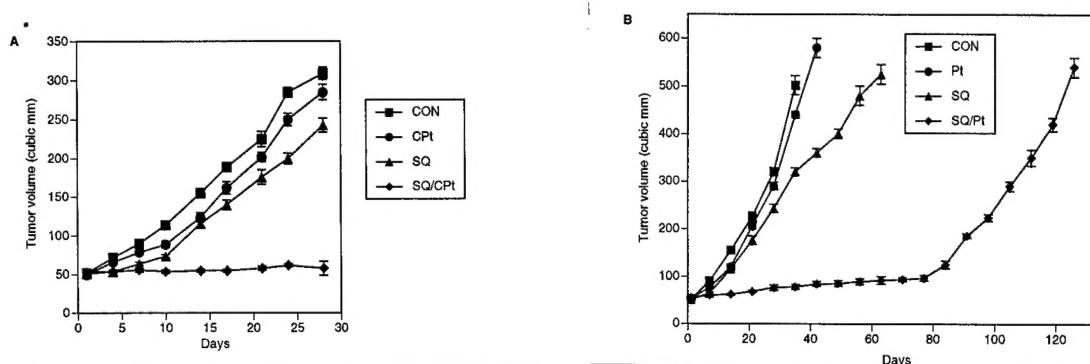 A
Tumor volume (cubic mm)
350
300
250
200
150
100
50
0
0 5 10 15 20 25 30
Days
CON
CPt
SQ
SQ/CPt
B
Tumor volume (cubic mm)
600
500
400
300
200
100
0
0 20 40 60 80 100 120
Days
CON
Pt
SQ
SQ/Pt